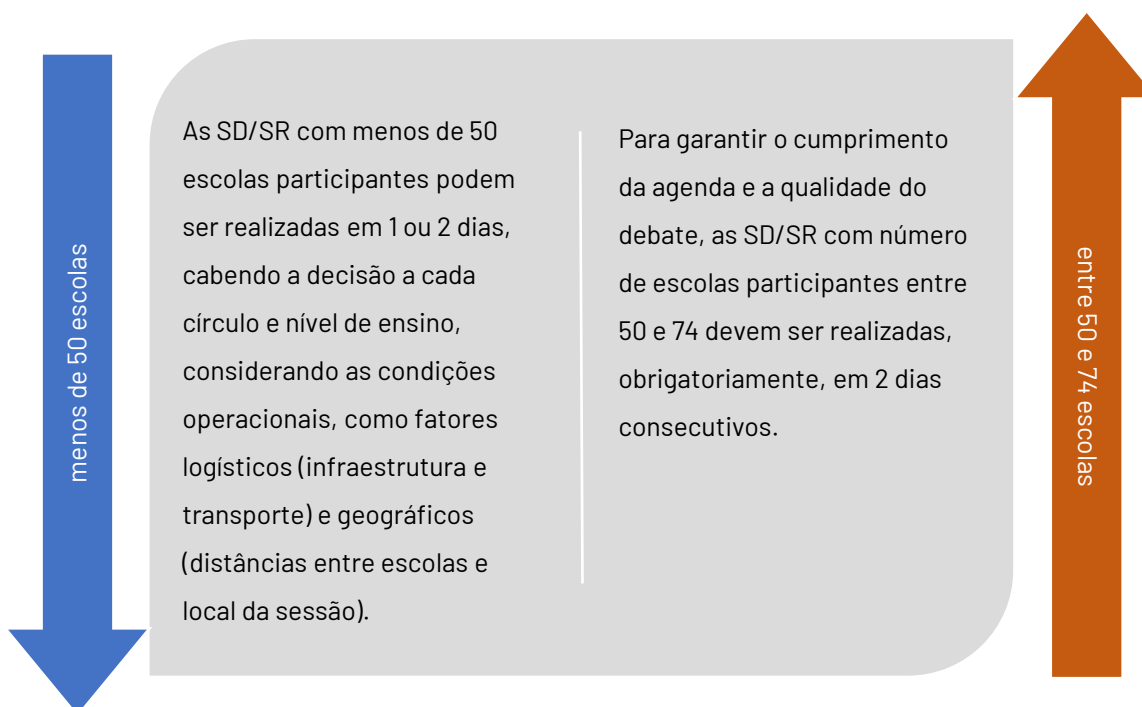 menos de 50 escolas
As SD/SR com menos de 50
escolas participantes podem
ser realizadas em 1 ou 2 dias,
cabendo a decisão a cada
círculo e nível de ensino,
considerando as condições
operacionais, como fatores
logísticos (infraestrutura e
transporte) e geográficos
(distâncias entre escolas e
local da sessão).
Para garantir o cumprimento
da agenda e a qualidade do
debate, as SD/SR com número
de escolas participantes entre
50 e 74 devem ser realizadas,
obrigatoriamente, em 2 dias
consecutivos.
entre 50 e 74 escolas